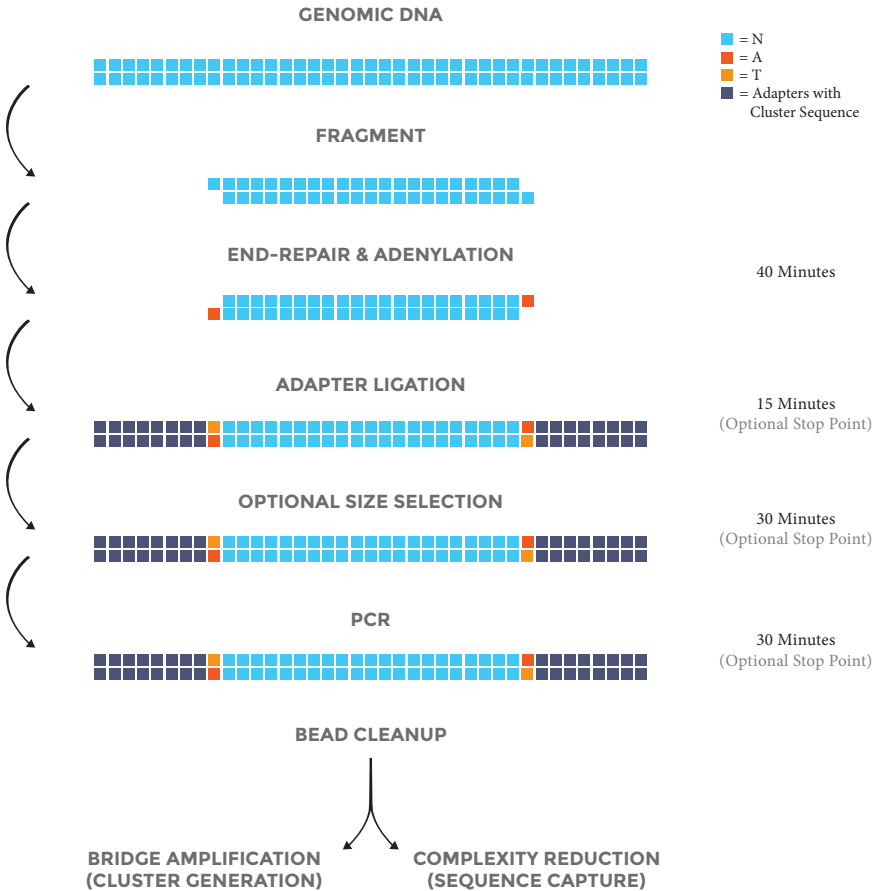 GENOMIC DNA
= N
= A
= T
= Adapters with
Cluster Sequence
FRAGMENT
END-REPAIR & ADENYLATION
40 Minutes
ADAPTER LIGATION
15 Minutes
(Optional Stop Point)
OPTIONAL SIZE SELECTION
30 Minutes
(Optional Stop Point)
PCR
30 Minutes
(Optional Stop Point)
BEAD CLEANUP
BRIDGE AMPLIFICATION
(CLUSTER GENERATION)
COMPLEXITY REDUCTION
(SEQUENCE CAPTURE)